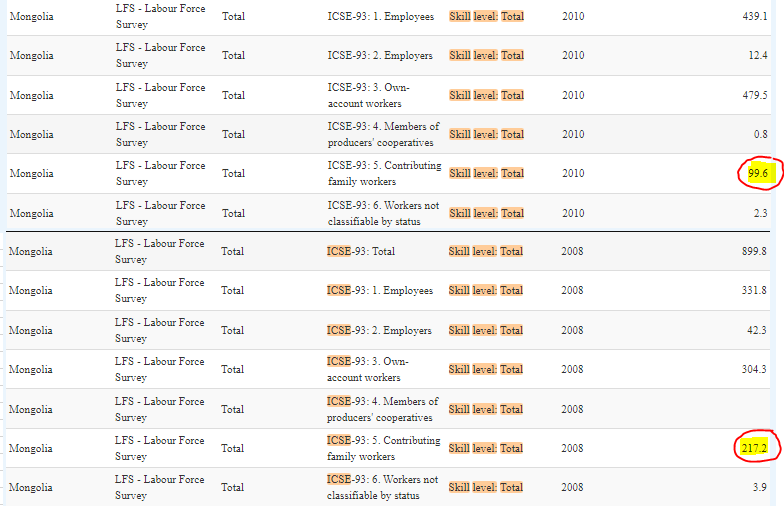 Mongolia LFS - Labour Force Survey Total ICSE-93: 1. Employees Skill level: Total 2010 439.1
Mongolia LFS - Labour Force Survey Total ICSE-93: 2. Employers Skill level: Total 2010 12.4
Mongolia LFS - Labour Force Survey Total ICSE-93: 3. Own-account workers Skill level: Total 2010 479.5
Mongolia LFS - Labour Force Survey Total ICSE-93: 4. Members of producers' cooperatives Skill level: Total 2010 0.8
Mongolia LFS - Labour Force Survey Total ICSE-93: 5. Contributing family workers Skill level: Total 2010 99.6
Mongolia LFS - Labour Force Survey Total ICSE-93: 6. Workers not classifiable by status Skill level: Total 2010 2.3
Mongolia LFS - Labour Force Survey Total ICSE-93: Total Skill level: Total 2008 899.8
Mongolia LFS - Labour Force Survey Total ICSE-93: 1. Employees Skill level: Total 2008 331.8
Mongolia LFS - Labour Force Survey Total ICSE-93: 2. Employers Skill level: Total 2008 42.3
Mongolia LFS - Labour Force Survey Total ICSE-93: 3. Own-account workers Skill level: Total 2008 304.3
Mongolia LFS - Labour Force Survey Total ICSE-93: 4. Members of producers' cooperatives Skill level: Total 2008
Mongolia LFS - Labour Force Survey Total ICSE-93: 5. Contributing family workers Skill level: Total 2008 217.2
Mongolia LFS - Labour Force Survey Total ICSE-93: 6. Workers not classifiable by status Skill level: Total 2008 3.9